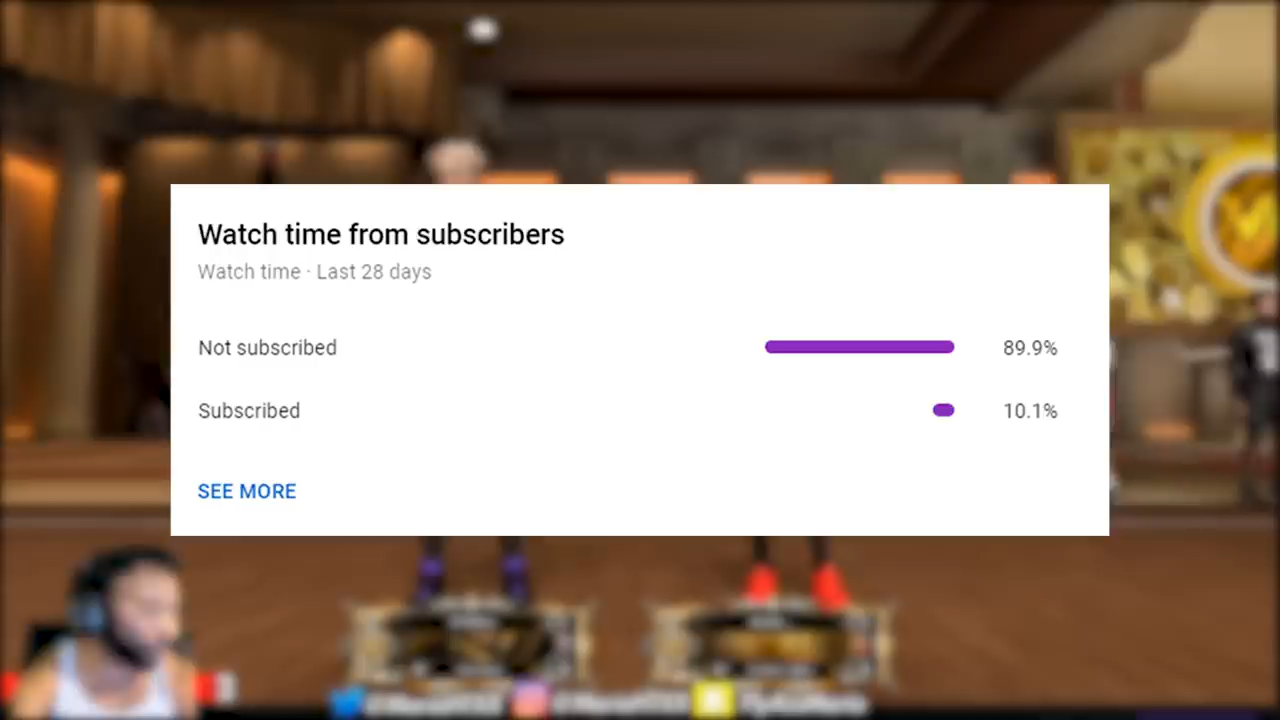 Watch time from subscribers
Watch time · Last 28 days
Not subscribed 89.9%
Subscribed 10.1%
SEE MORE